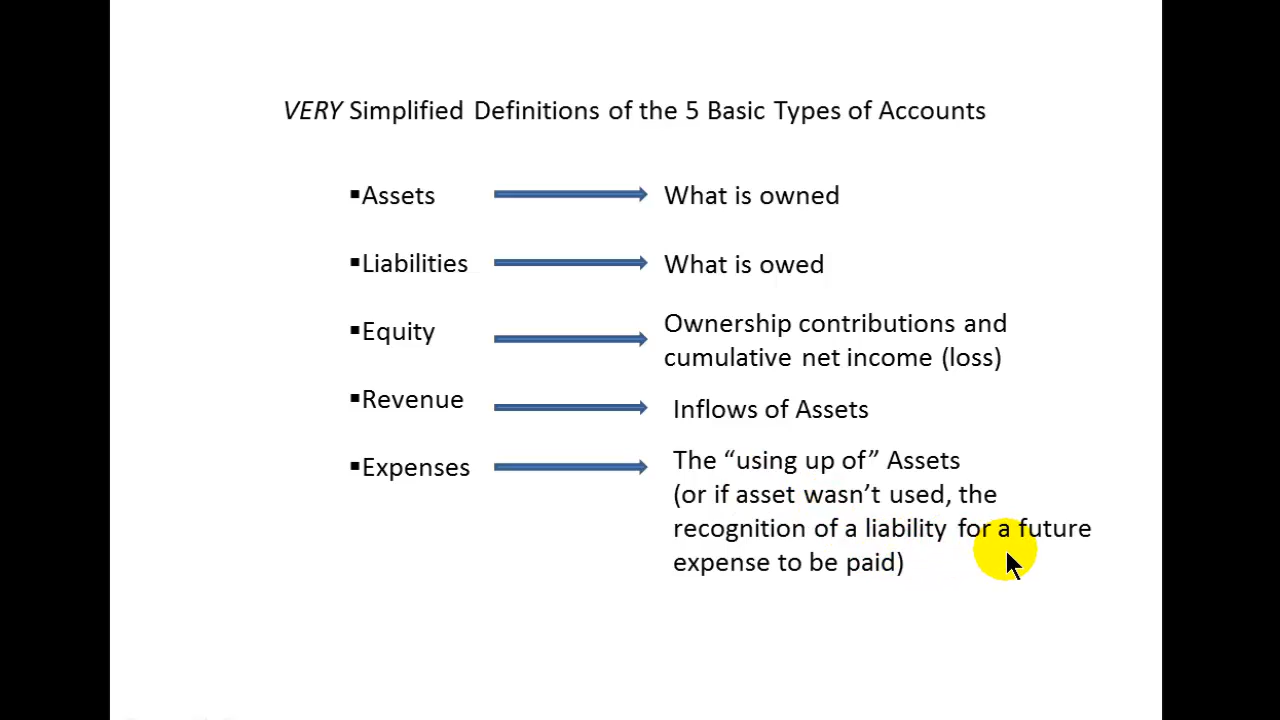 VERY Simplified Definitions of the 5 Basic Types of Accounts
▪Assets What is owned
▪Liabilities What is owed
▪Equity Ownership contributions and
cumulative net income (loss)
▪Revenue Inflows of Assets
▪Expenses The “using up of” Assets
(or if asset wasn’t used, the
recognition of a liability for a future
expense to be paid)